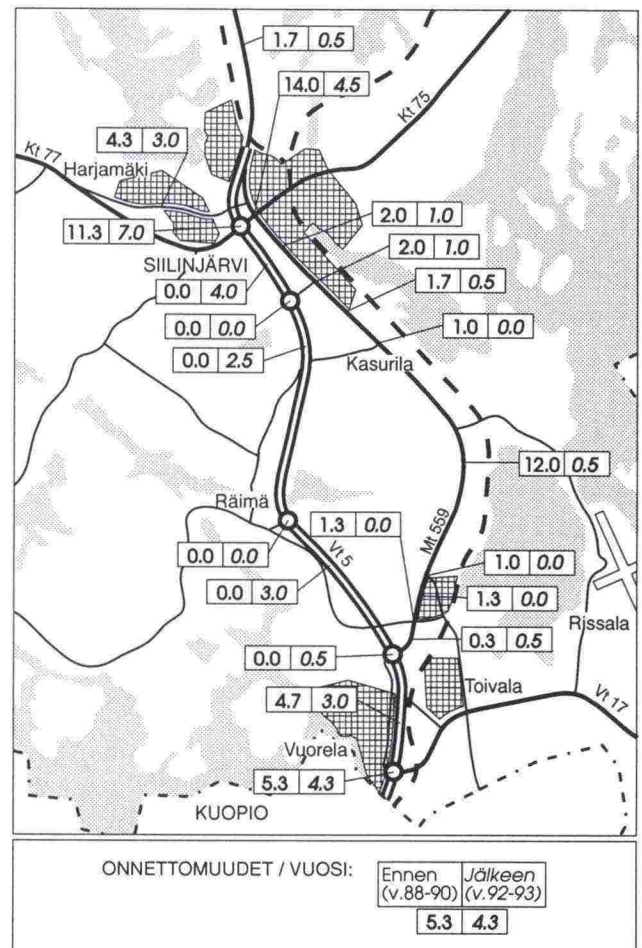 1.7 0.5
14.0 4.5
Kt 75
4.3 3.0
Kt 77
Harjamäki
2.0 1.0
11.3 7.0
2.0 1.0
SIILINJÄRVI
1.7 0.5
0.0 4.0
0.0 0.0
1.0 0.0
0.0 2.5
Kasurila
12.0 0.5
Räimä
1.3 0.0
Mt 559
Vt 5
0.0 0.0
1.0 0.0
0.0 3.0
1.3 0.0
Rissala
0.0 0.5
0.3 0.5
Toivala
4.7 3.0
Vt 17
Vuorela
5.3 4.3
KUOPIO
ONNETTOMUUDET / VUOSI:
Ennen Jälkeen
(v.88-90) (v.92-93)
5.3 4.3